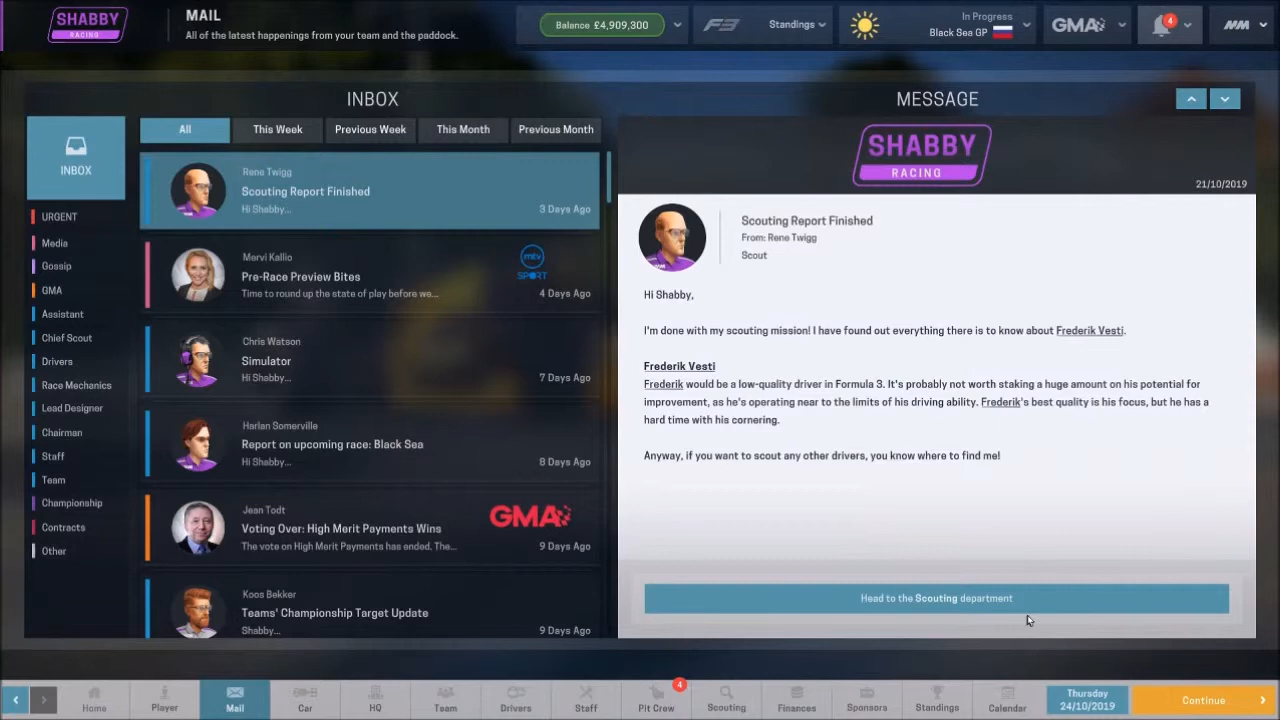 SHABBY
RACING
MAIL
All of the latest happenings from your team and the paddock.
Balance £4,909,300
F3
Standings
In Progress
Black Sea GP
GMA
4
INBOX
MESSAGE
INBOX
URGENT
Media
Gossip
GMA
Assistant
Chief Scout
Drivers
Race Mechanics
Lead Designer
Chairman
Staff
Team
Championship
Contracts
Other
All
This Week
Previous Week
This Month
Previous Month
Rene Twigg
Scouting Report Finished
Hi Shabby...
3 Days Ago
Mervi Kallio
Pre-Race Preview Bites
Time to round up the state of play before we...
mtv
SPORT
4 Days Ago
Chris Watson
Simulator
Hi Shabby...
7 Days Ago
Harlan Somerville
Report on upcoming race: Black Sea
Hi Shabby...
8 Days Ago
Jean Todt
Voting Over: High Merit Payments Wins
The vote on High Merit Payments has ended. The...
GMA
9 Days Ago
Koos Bekker
Teams' Championship Target Update
Shabby...
9 Days Ago
SHABBY
RACING
21/10/2019
Scouting Report Finished
From: Rene Twigg
Scout
Hi Shabby,
I'm done with my scouting mission! I have found out everything there is to know about Frederik Vesti.
Frederik Vesti
Frederik would be a low-quality driver in Formula 3. It's probably not worth staking a huge amount on his potential for
improvement, as he's operating near to the limits of his driving ability. Frederik's best quality is his focus, but he has a
hard time with his cornering.
Anyway, if you want to scout any other drivers, you know where to find me!
Head to the Scouting department
Home
Player
Mail
Car
HQ
Team
Drivers
Staff
4
Pit Crew
Scouting
Finances
Sponsors
Standings
Calendar
Thursday
24/10/2019
Continue